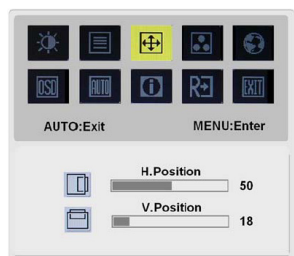 OSD AUTO R EXIT
AUTO:Exit MENU:Enter
H.Position
50
V.Position
18